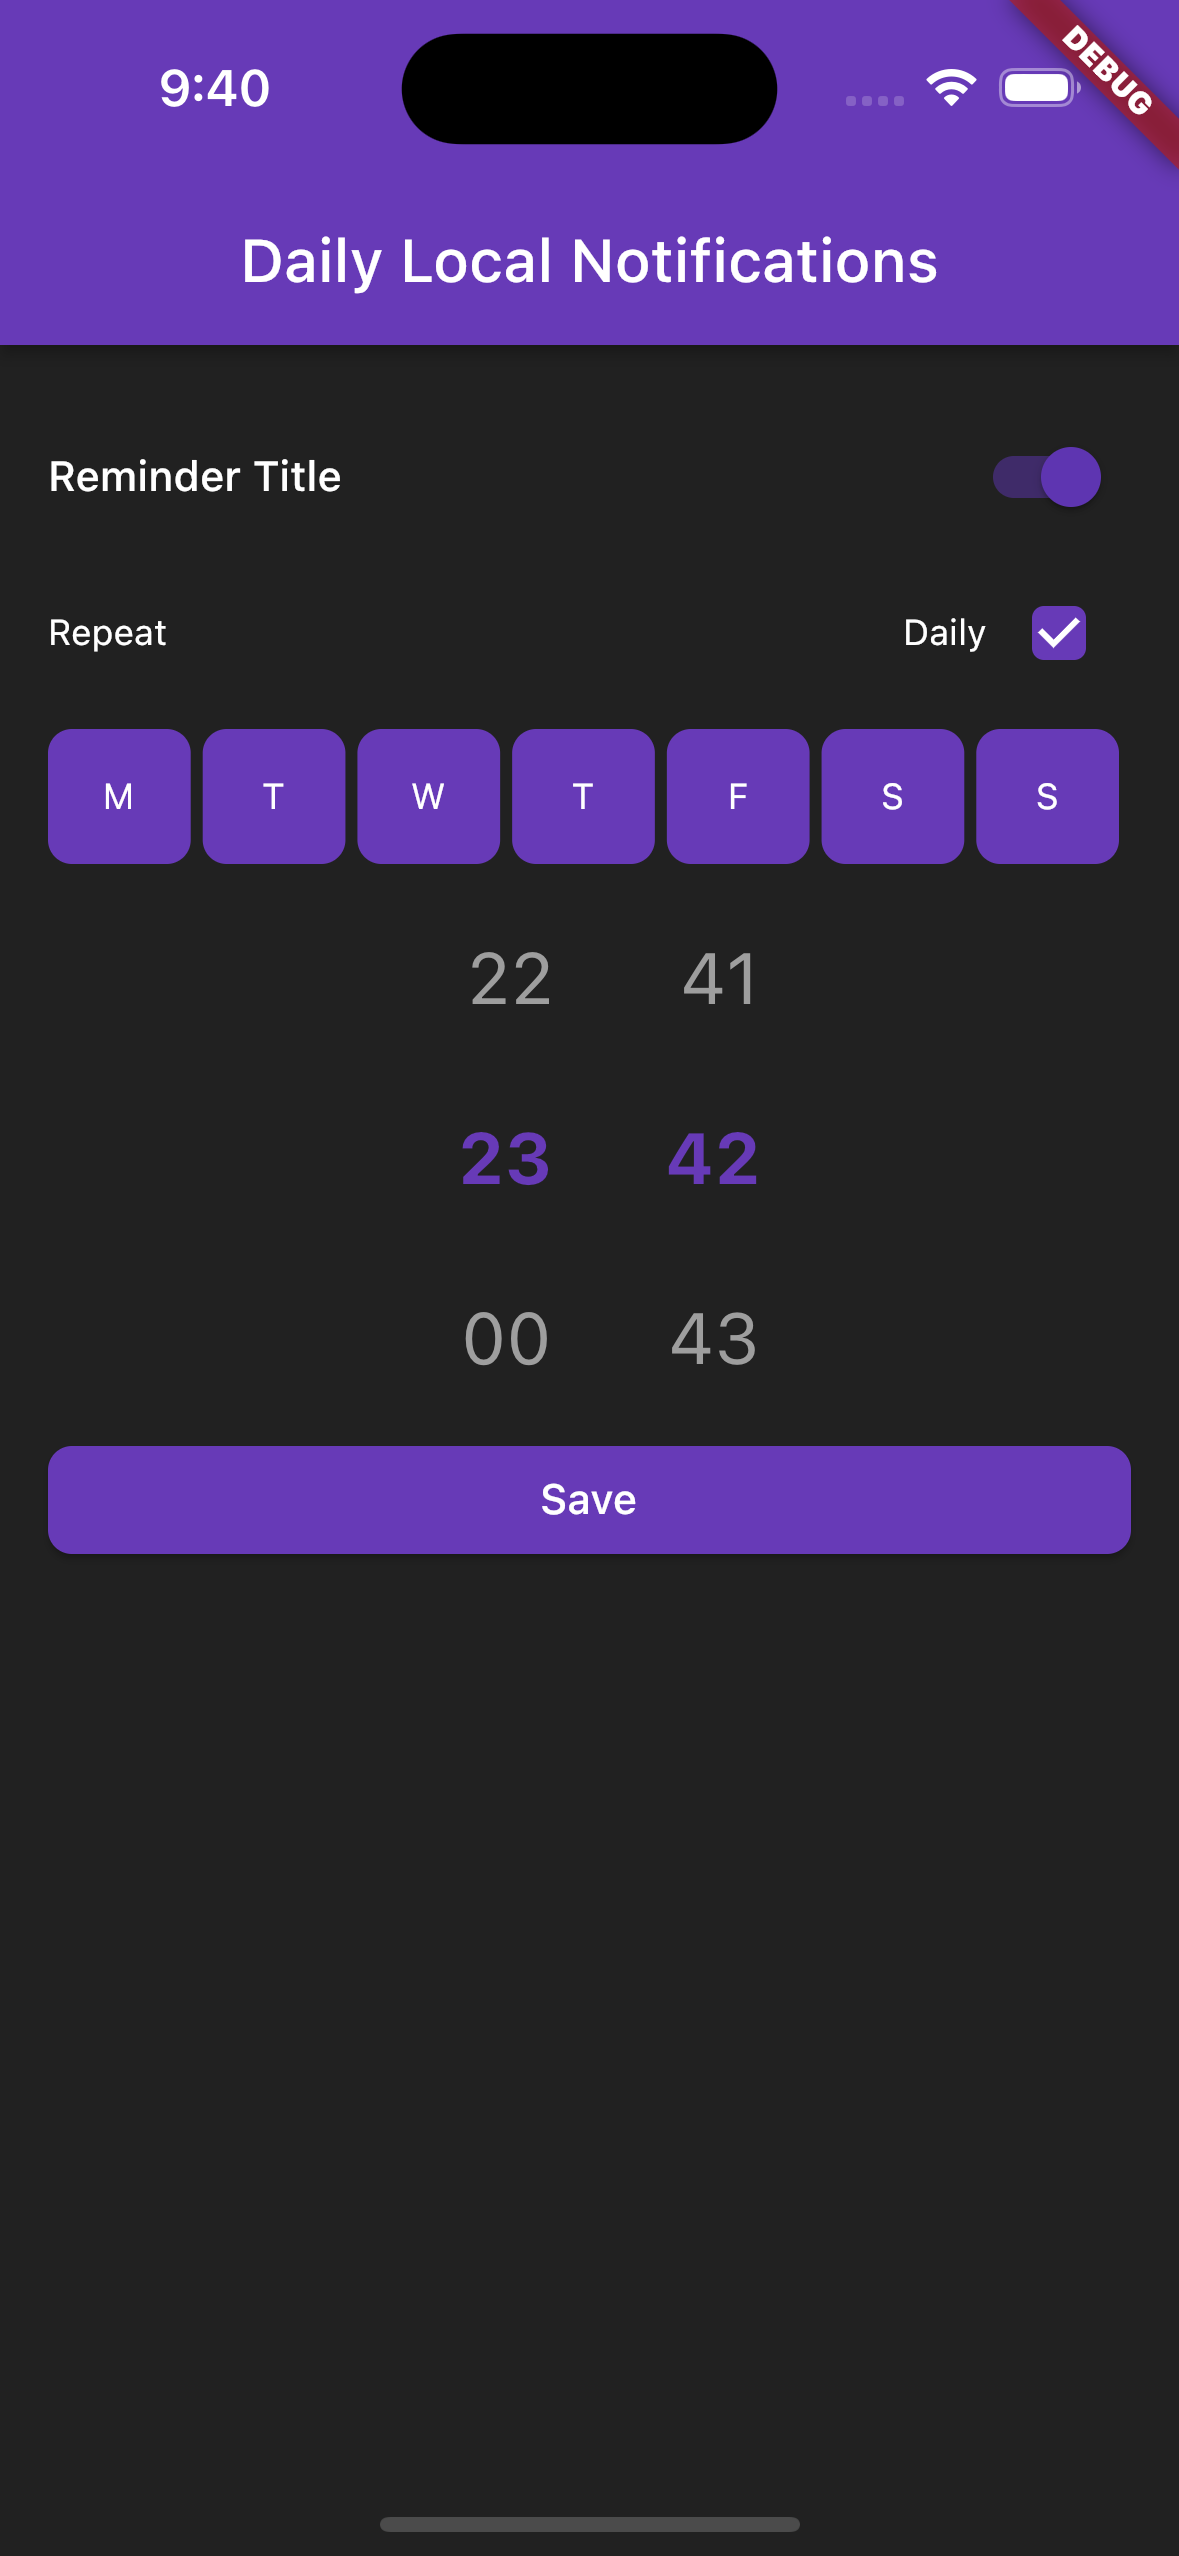 9:40
DEBUG
Daily Local Notifications
Reminder Title
Repeat Daily
M T W T F S S
22 41
23 42
00 43
Save